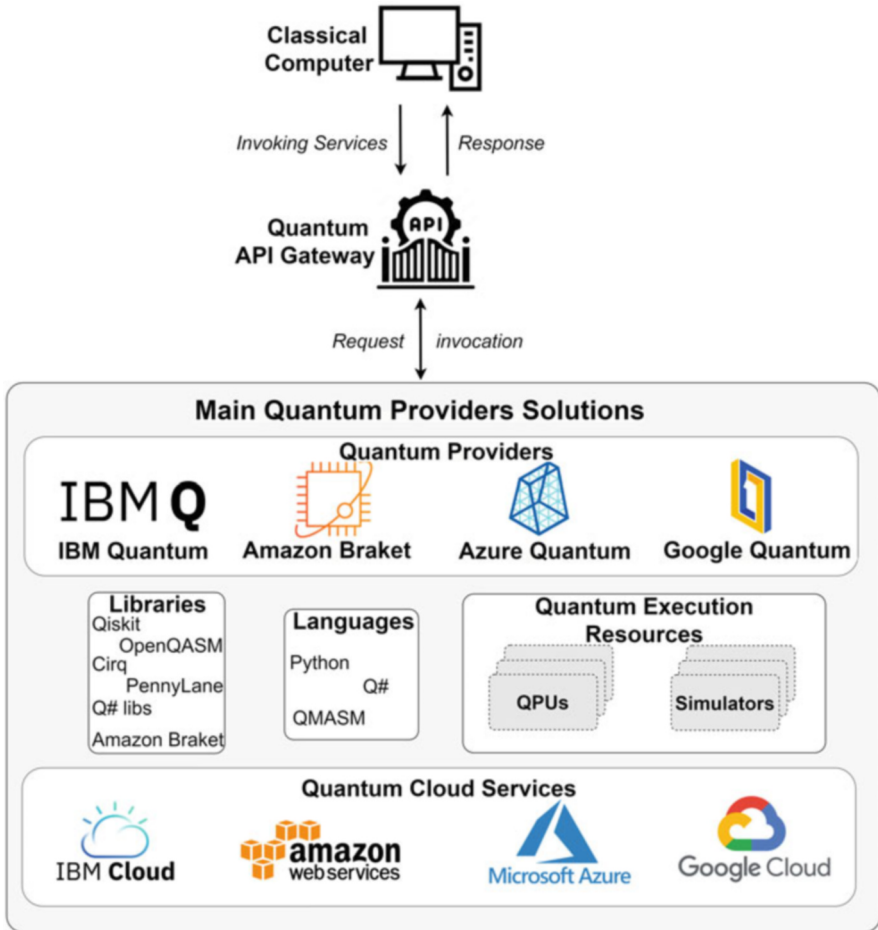 Classical
Computer
Invoking Services
Response
Quantum
API Gateway
API
Request
invocation
Main Quantum Providers Solutions
Quantum Providers
IBM Q
IBM Quantum
Amazon Braket
Azure Quantum
Google Quantum
Libraries
Qiskit
OpenQASM
Cirq
PennyLane
Q# libs
Amazon Braket
Languages
Python
Q#
QMASM
Quantum Execution
Resources
QPUs
Simulators
Quantum Cloud Services
IBM Cloud
amazon
webservices
Microsoft Azure
Google Cloud